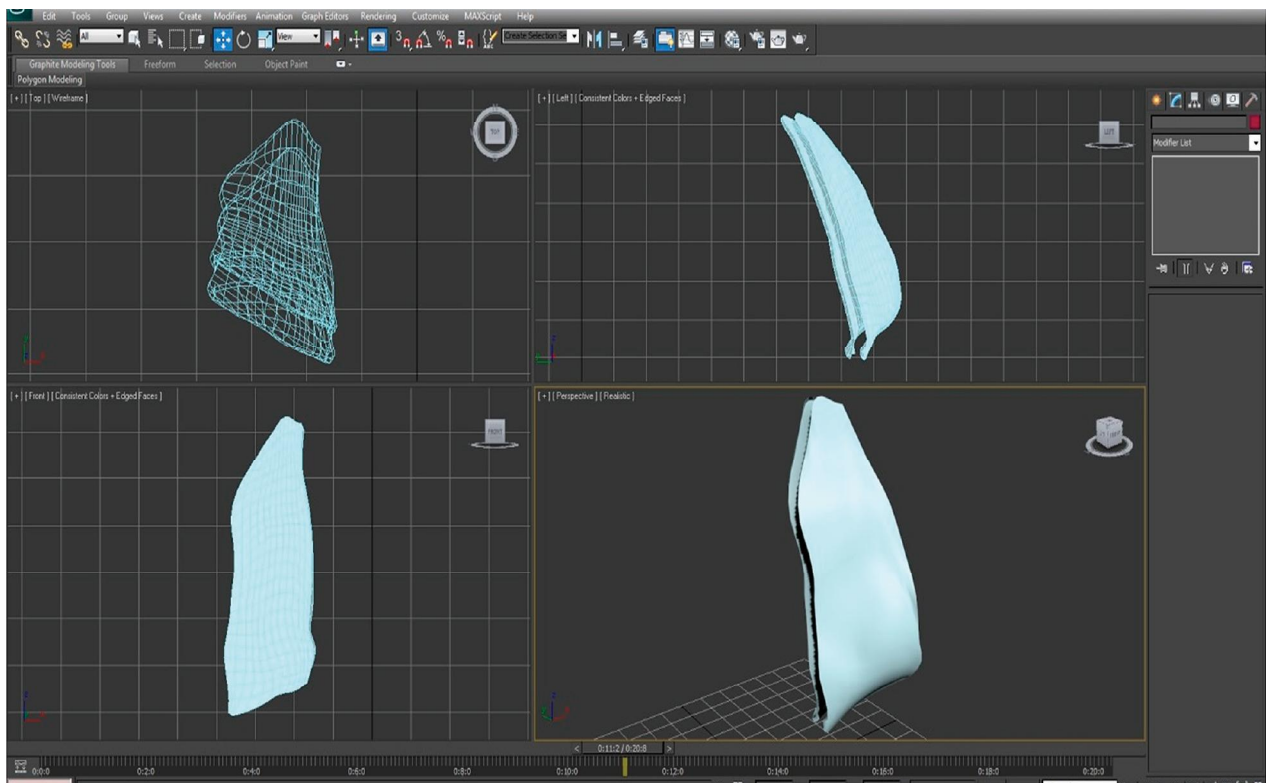 Edit Tools Group Views Create Modifiers Animation Graph Editors Rendering Customize MAXScript Help
All View 3 Create Selection Se
Graphite Modeling Tools Freeform Selection Object Paint
Polygon Modeling
[ + ] [ Top ] [ Wireframe ]
TOP
[ + ] [ Left ] [ Consistent Colors + Edged Faces ]
LEFT
Modifier List
[ + ] [ Front ] [ Consistent Colors + Edged Faces ]
FRONT
[ + ] [ Perspective ] [ Realistic ]
< 0:11:2 / 0:20:8 >
0:0:0 0:2:0 0:4:0 0:6:0 0:8:0 0:10:0 0:12:0 0:14:0 0:16:0 0:18:0 0:20:0